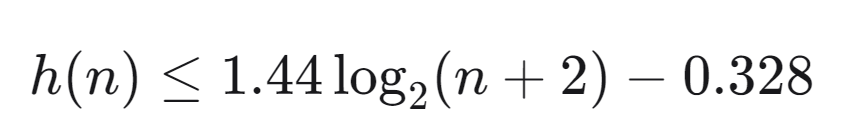 h(n) ≤ 1.44 log₂(n + 2) − 0.328